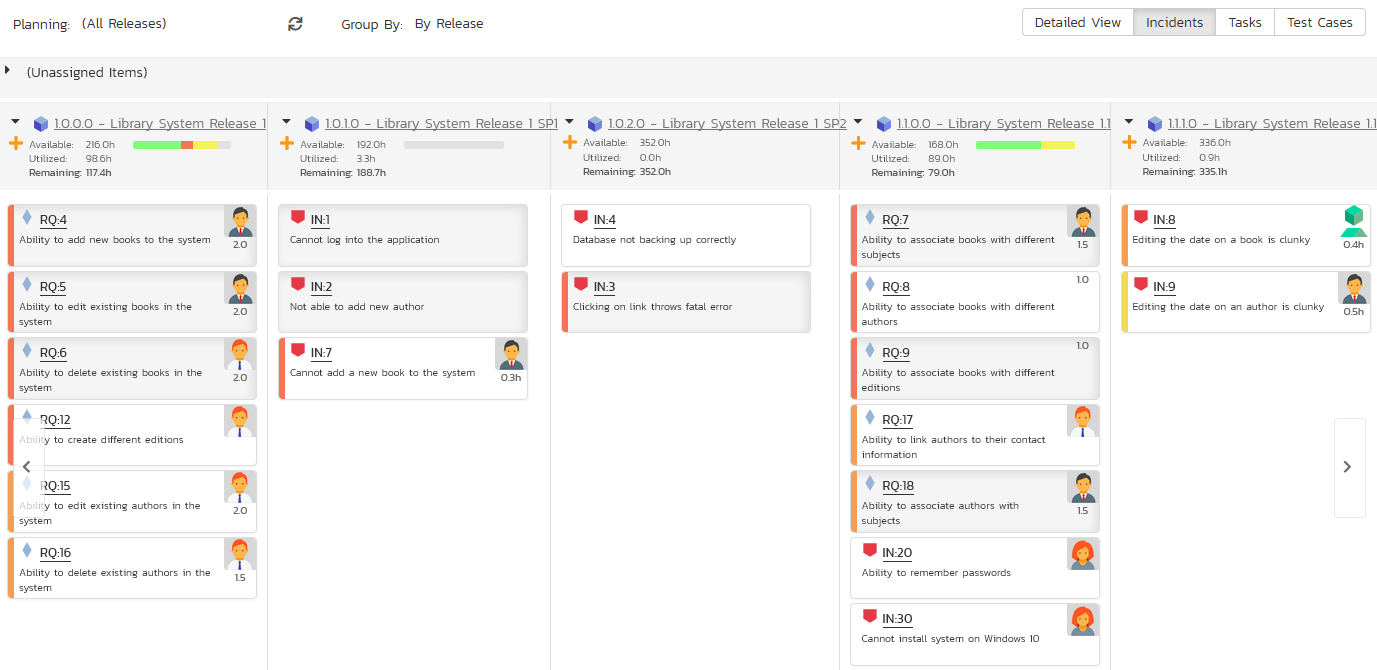 Planning: (All Releases) Group By: By Release
Detailed View Incidents Tasks Test Cases
(Unassigned Items)
1.0.0.0 - Library System Release 1
Available: 216.0h
Utilized: 98.6h
Remaining: 117.4h
RQ:4
Ability to add new books to the system
2.0
RQ:5
Ability to edit existing books in the
system
2.0
RQ:6
Ability to delete existing books in the
system
2.0
RQ:12
Ability to create different editions
RQ:15
Ability to edit existing authors in the
system
2.0
RQ:16
Ability to delete existing authors in the
system
1.5
1.0.1.0 - Library System Release 1 SP1
Available: 192.0h
Utilized: 3.3h
Remaining: 188.7h
IN:1
Cannot log into the application
IN:2
Not able to add new author
IN:7
Cannot add a new book to the system
0.3h
1.0.2.0 - Library System Release 1 SP2
Available: 352.0h
Utilized: 0.0h
Remaining: 352.0h
IN:4
Database not backing up correctly
IN:3
Clicking on link throws fatal error
1.1.0.0 - Library System Release 1.1
Available: 168.0h
Utilized: 89.0h
Remaining: 79.0h
RQ:7
Ability to associate books with different
subjects
1.5
RQ:8
1.0
Ability to associate books with different
authors
RQ:9
1.0
Ability to associate books with different
editions
RQ:17
Ability to link authors to their contact
information
RQ:18
Ability to associate authors with
subjects
1.5
IN:20
Ability to remember passwords
IN:30
Cannot install system on Windows 10
1.1.1.0 - Library System Release 1.1
Available: 336.0h
Utilized: 0.9h
Remaining: 335.1h
IN:8
Editing the date on a book is clunky
0.4h
IN:9
Editing the date on an author is clunky
0.5h